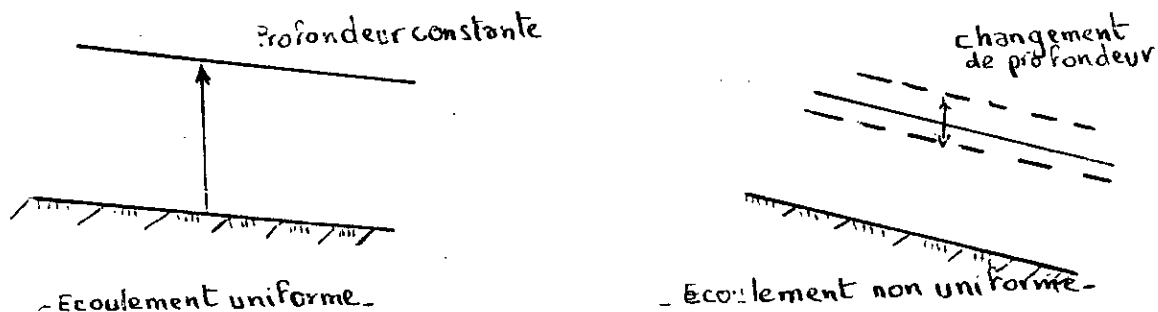 Profondeur constante
changement
de profondeur
- Ecoulement uniforme -
- Ecoulement non uniforme -